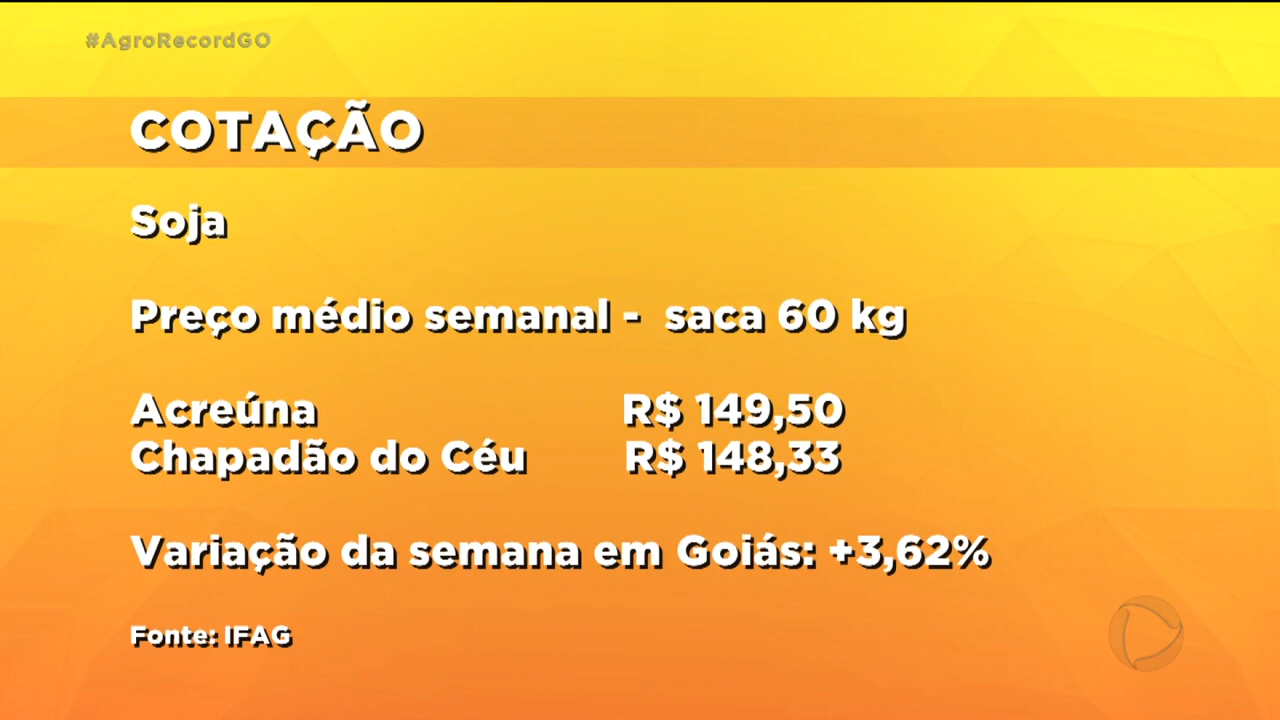 #AgroRecordGO
COTAÇÃO
Soja
Preço médio semanal - saca 60 kg
Acreúna R$ 149,50
Chapadão do Céu R$ 148,33
Variação da semana em Goiás: +3,62%
Fonte: IFAG